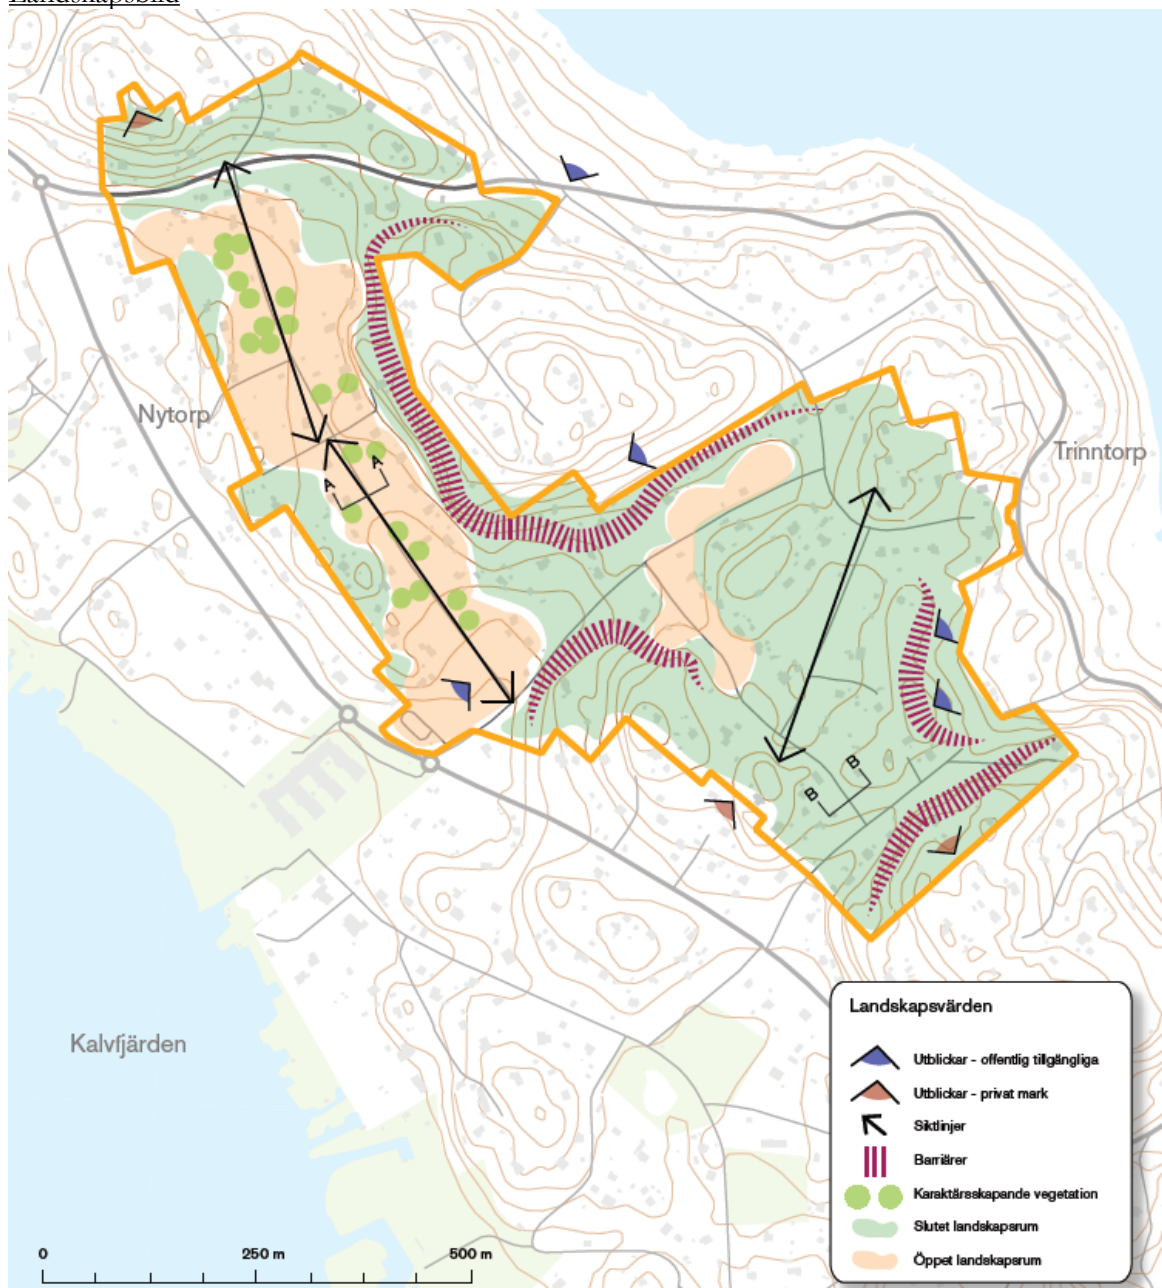 Landskapsbild
Nytorp
Trinntorp
A
A
B
B
Kalvfjärden
Landskapsvärden
Utblickar - offentlig tillgängliga
Utblickar - privat mark
Siktlinjer
Barriärer
Karaktärsskapande vegetation
Slutet landskapsrum
Öppet landskapsrum
0 250 m 500 m